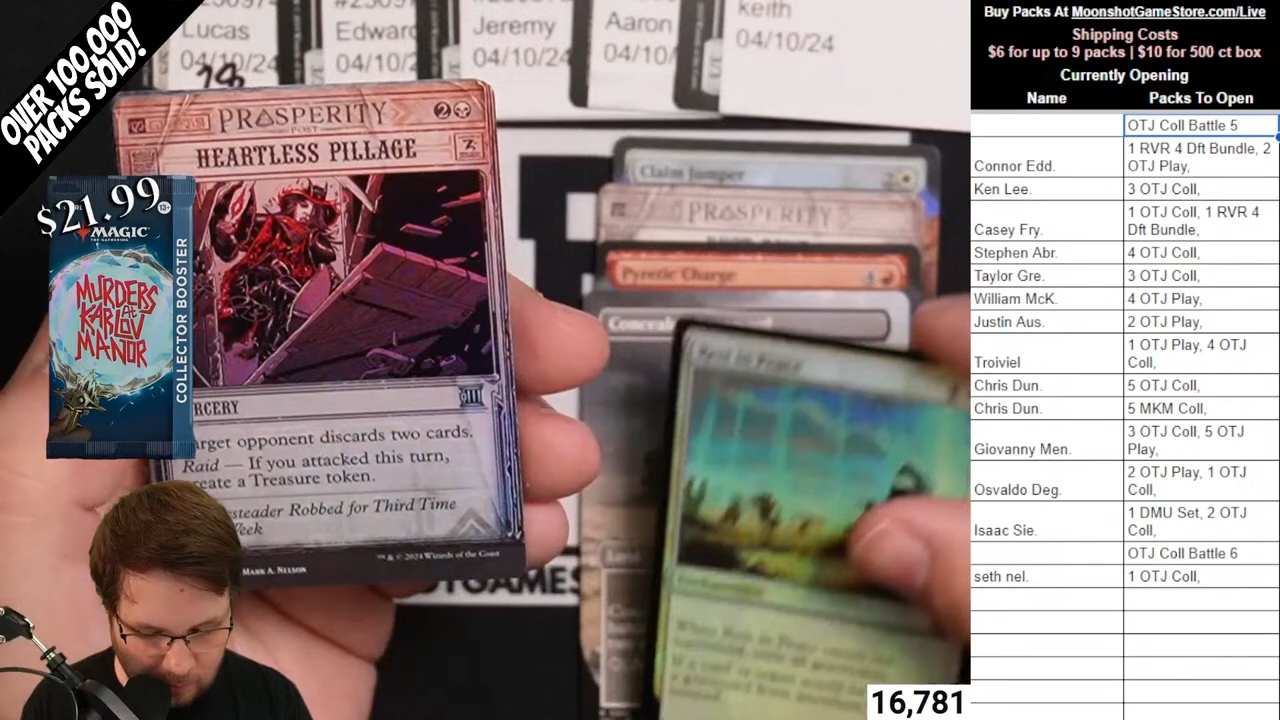 OVER 100,000
PACKS SOLD!
Lucas
04/10/24
Edward
04/10/24
Jeremy
04/10/24
Aaron
04/10/
keith
04/10/24
PROSPERITY
POST
2
HEARTLESS PILLAGE
III
Target opponent discards two cards.
Raid — If you attacked this turn,
create a Treasure token.
esteader Robbed for Third Time
Week
MARK A. NELSON
™ & © 2024 Wizards of the Coast
$21.99
MAGIC
THE GATHERING
MURDERS
AT
KARLOV
MANOR
COLLECTOR BOOSTER
Claim Jumper
2
PROSPERITY
Pyretic Charge
4
Conceale
Rest in Peace
16,781
Buy Packs At MoonshotGameStore.com/Live
Shipping Costs
$6 for up to 9 packs | $10 for 500 ct box
Currently Opening
Name Packs To Open
OTJ Coll Battle 5
Connor Edd. 1 RVR 4 Dft Bundle, 2
OTJ Play,
Ken Lee. 3 OTJ Coll,
Casey Fry. 1 OTJ Coll, 1 RVR 4
Dft Bundle,
Stephen Abr. 4 OTJ Coll,
Taylor Gre. 3 OTJ Coll,
William McK. 4 OTJ Play,
Justin Aus. 2 OTJ Play,
Troiviel 1 OTJ Play, 4 OTJ
Coll,
Chris Dun. 5 OTJ Coll,
Chris Dun. 5 MKM Coll,
Giovanny Men. 3 OTJ Coll, 5 OTJ
Play,
Osvaldo Deg. 2 OTJ Play, 1 OTJ
Coll,
Isaac Sie. 1 DMU Set, 2 OTJ
Coll,
OTJ Coll Battle 6
seth nel. 1 OTJ Coll,